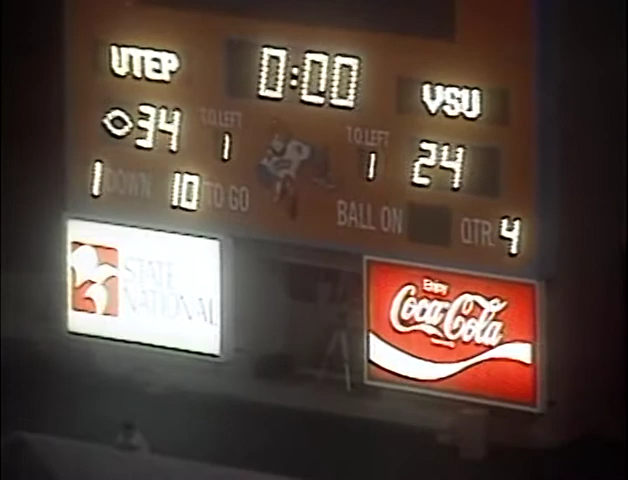 UTEP 0:00 VSU
34 T.O. LEFT 1 T.O. LEFT 1 24
1 DOWN 10 TO GO BALL ON QTR 4
STATE
NATIONAL
Enjoy
Coca-Cola